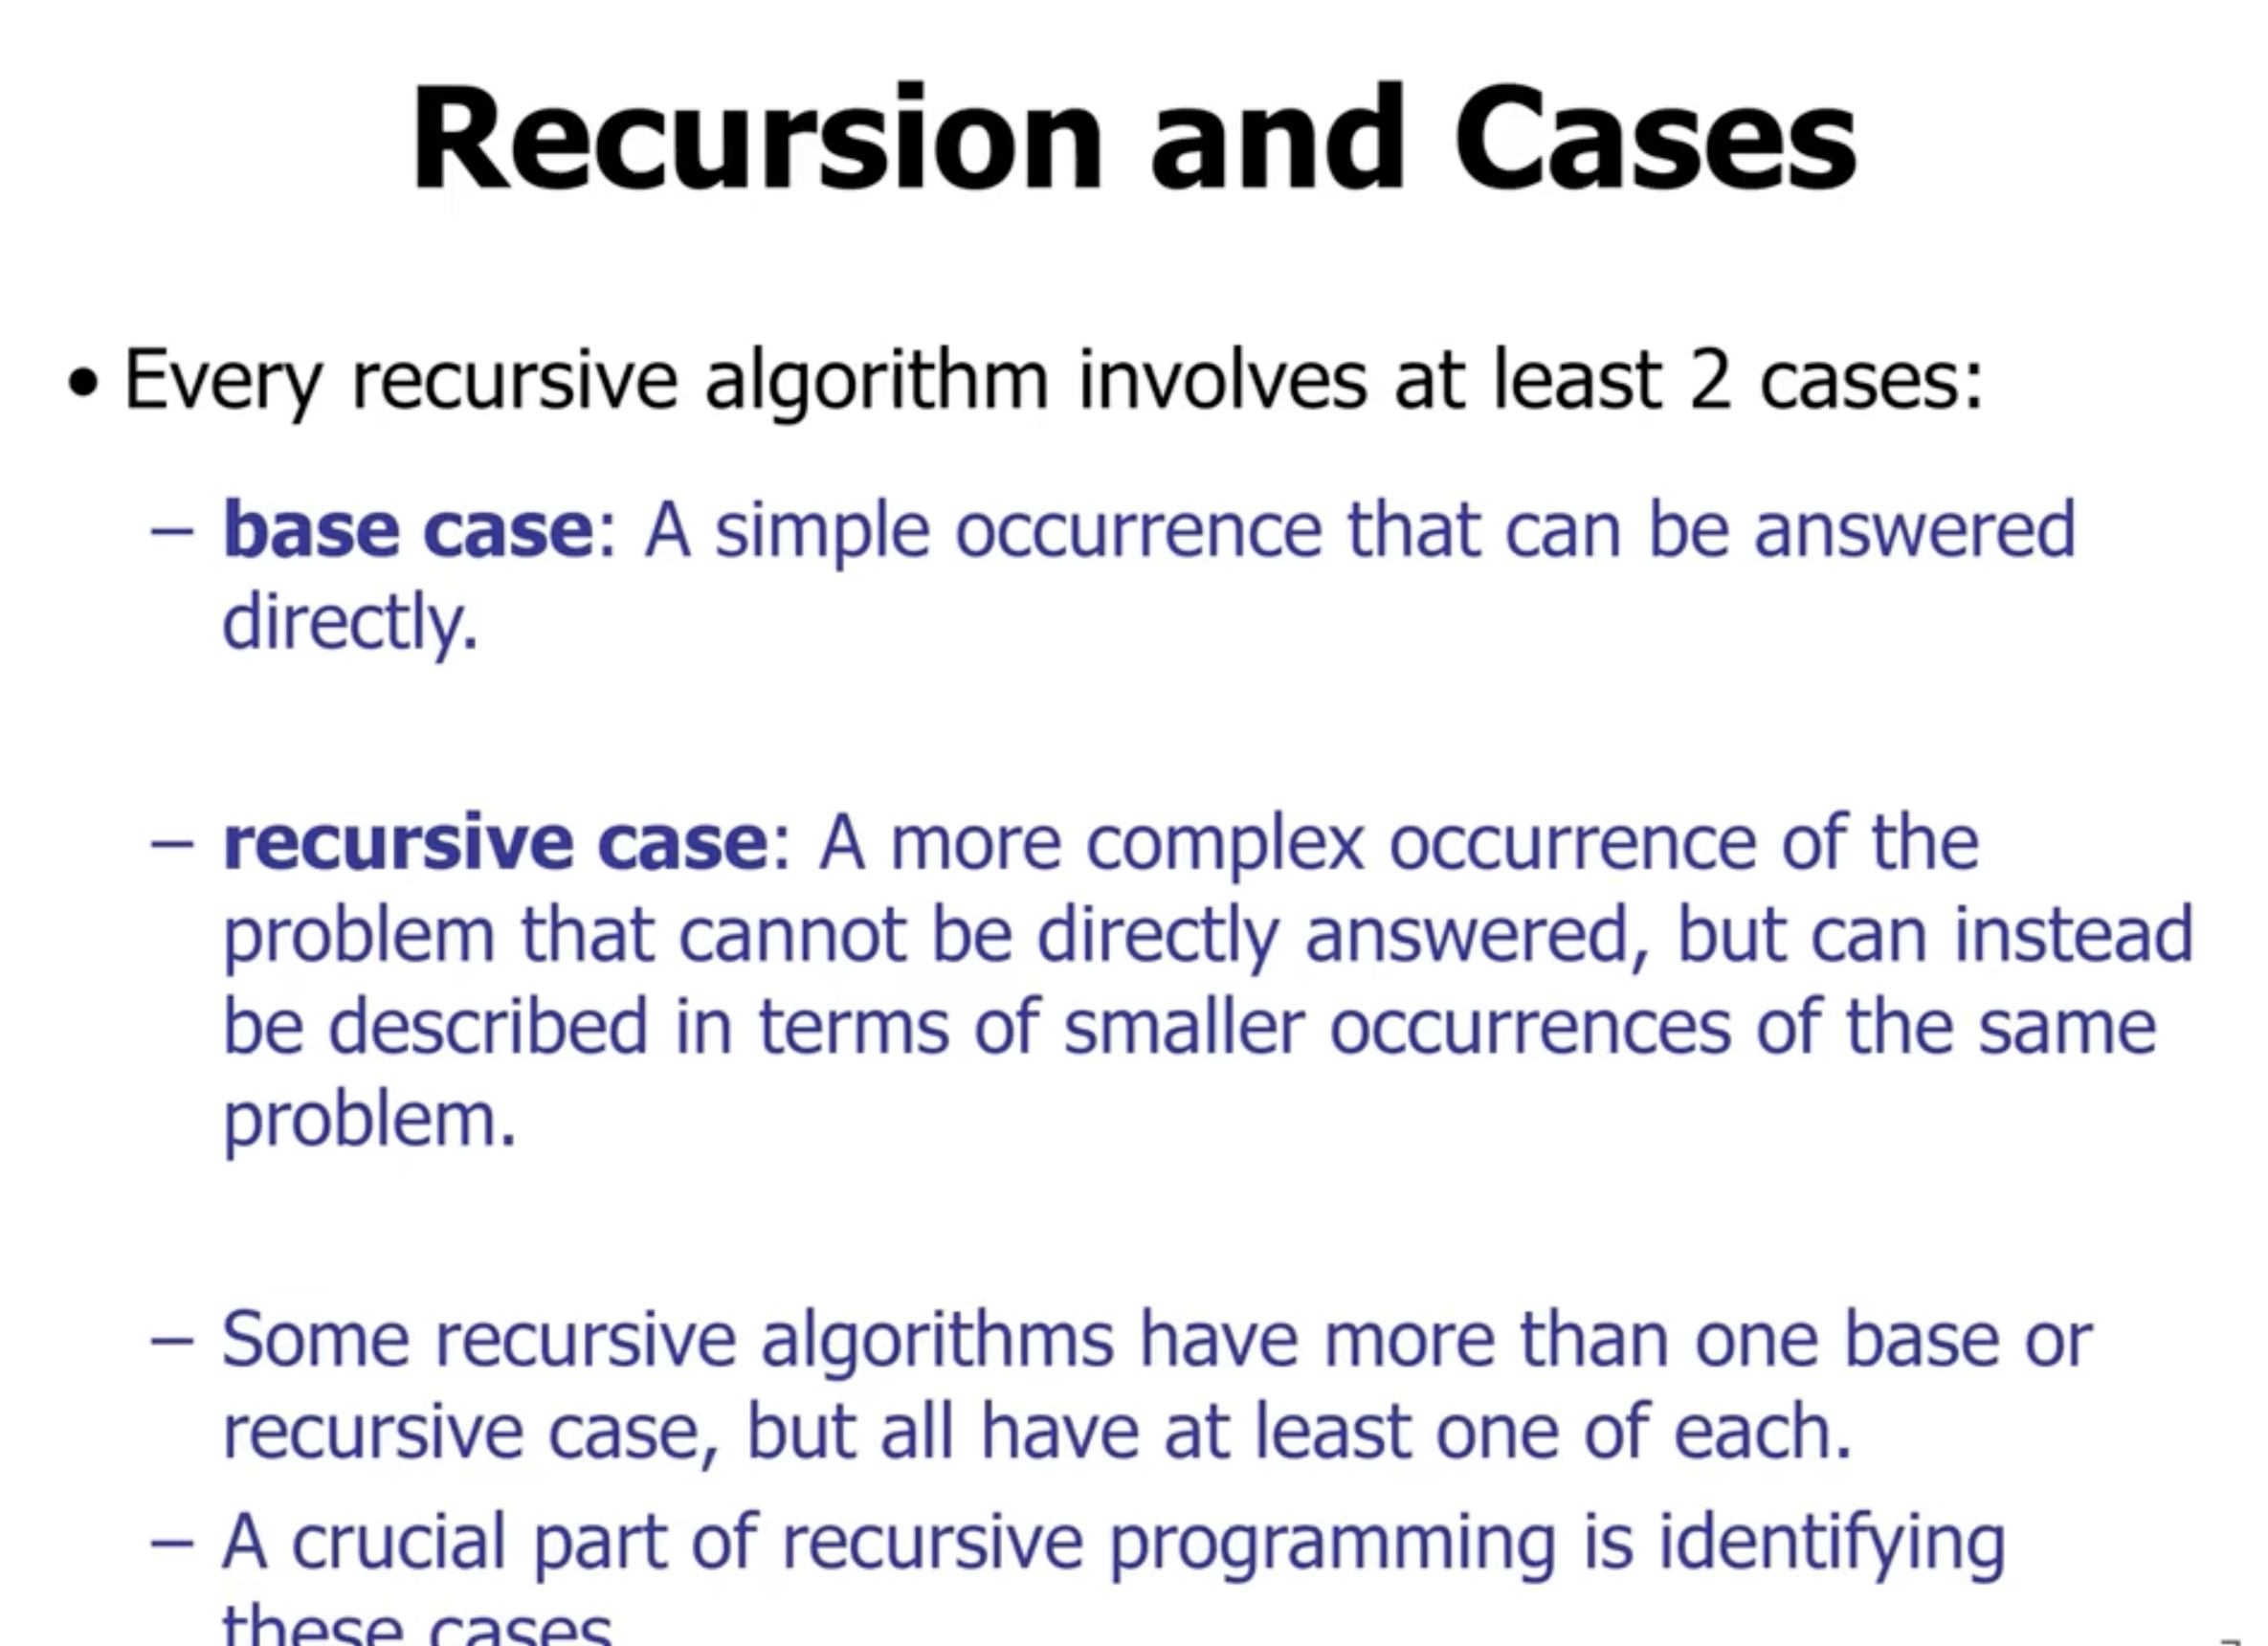 Recursion and Cases
• Every recursive algorithm involves at least 2 cases:
– base case: A simple occurrence that can be answered
directly.
– recursive case: A more complex occurrence of the
problem that cannot be directly answered, but can instead
be described in terms of smaller occurrences of the same
problem.
– Some recursive algorithms have more than one base or
recursive case, but all have at least one of each.
– A crucial part of recursive programming is identifying
these cases